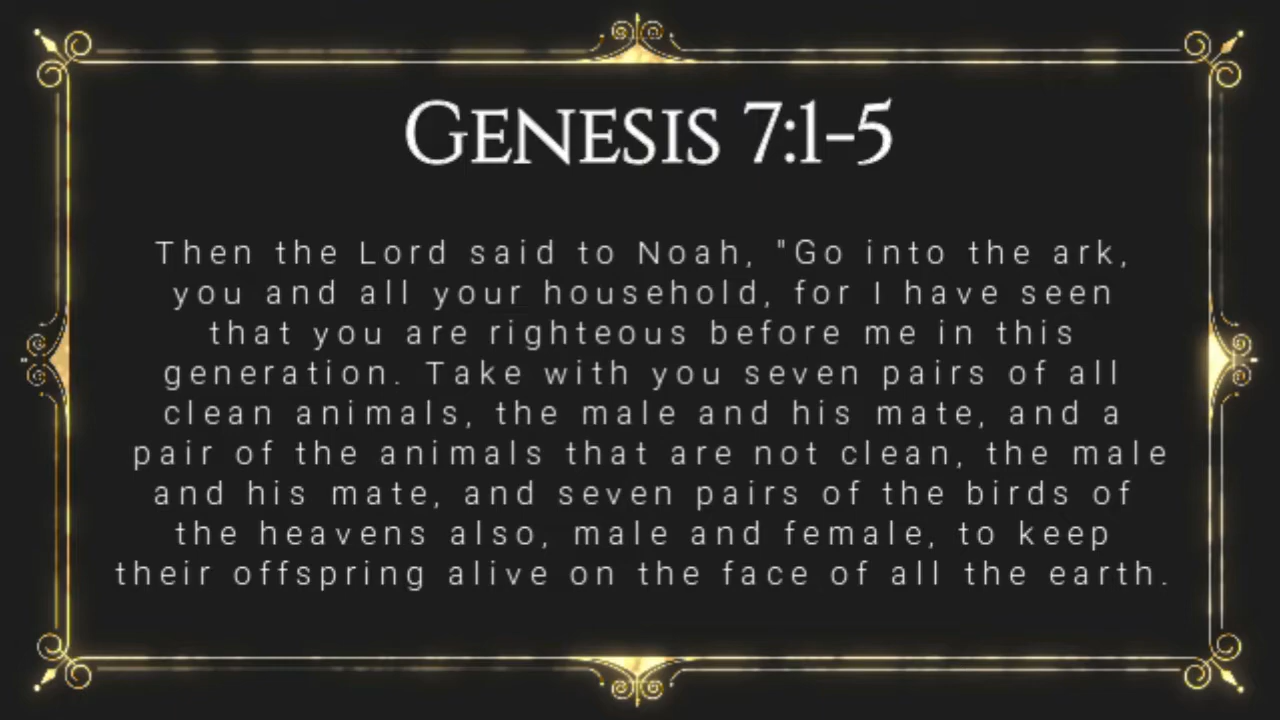 Genesis 7:1-5
Then the Lord said to Noah, "Go into the ark,
you and all your household, for I have seen
that you are righteous before me in this
generation. Take with you seven pairs of all
clean animals, the male and his mate, and a
pair of the animals that are not clean, the male
and his mate, and seven pairs of the birds of
the heavens also, male and female, to keep
their offspring alive on the face of all the earth.